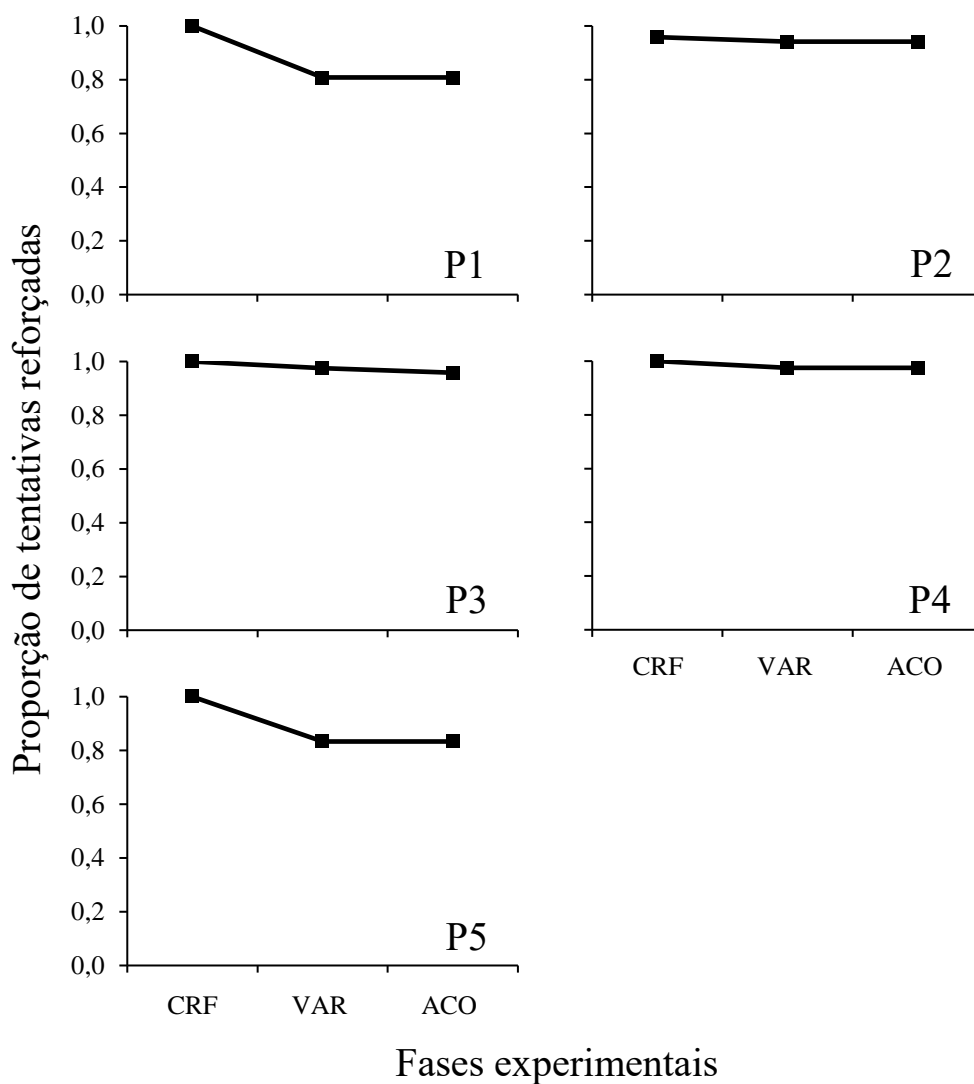 Proporção de tentativas reforçadas
1,0
0,8
0,6
0,4
0,2
0,0
P1
P2
1,0
0,8
0,6
0,4
0,2
0,0
P3
P4
CRF VAR ACO
1,0
0,8
0,6
0,4
0,2
0,0
P5
CRF VAR ACO
Fases experimentais